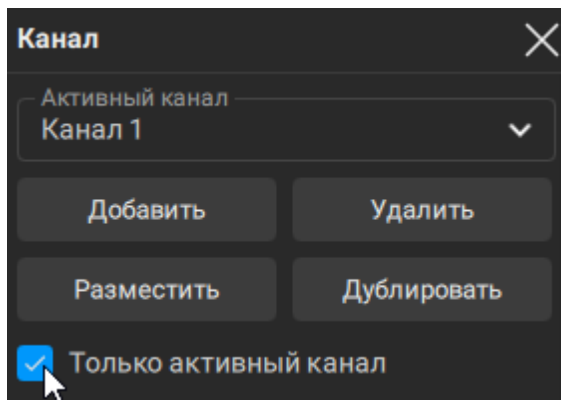 Канал
Активный канал
Канал 1
Добавить
Удалить
Разместить
Дублировать
Только активный канал